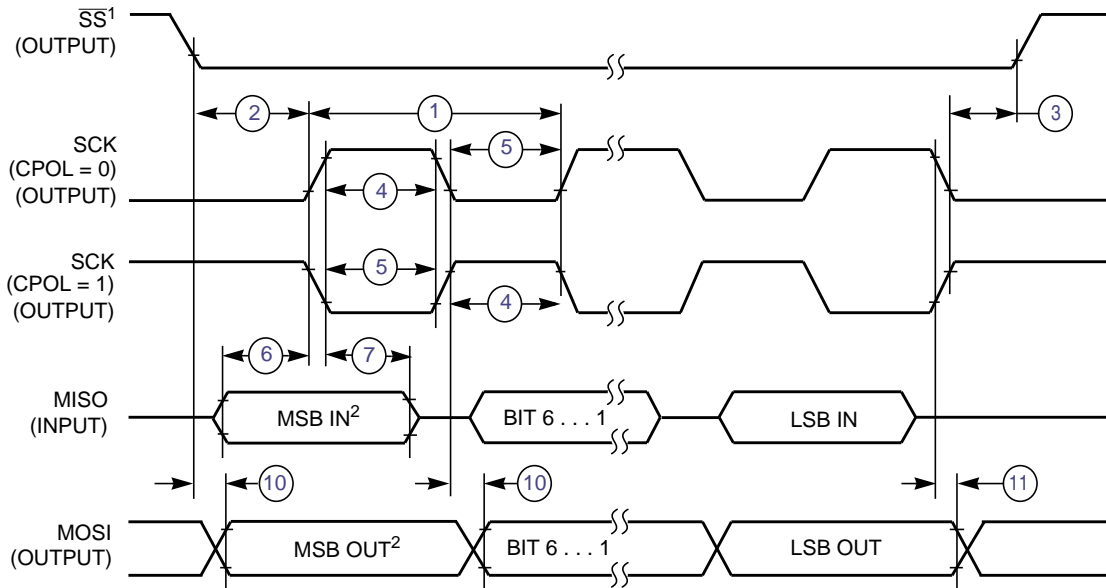 SS¹
(OUTPUT)
2
1
3
SCK
(CPOL = 0)
(OUTPUT)
5
4
SCK
(CPOL = 1)
(OUTPUT)
5
4
6
7
MISO
(INPUT)
MSB IN²
BIT 6 . . . 1
LSB IN
10
10
11
MOSI
(OUTPUT)
MSB OUT²
BIT 6 . . . 1
LSB OUT